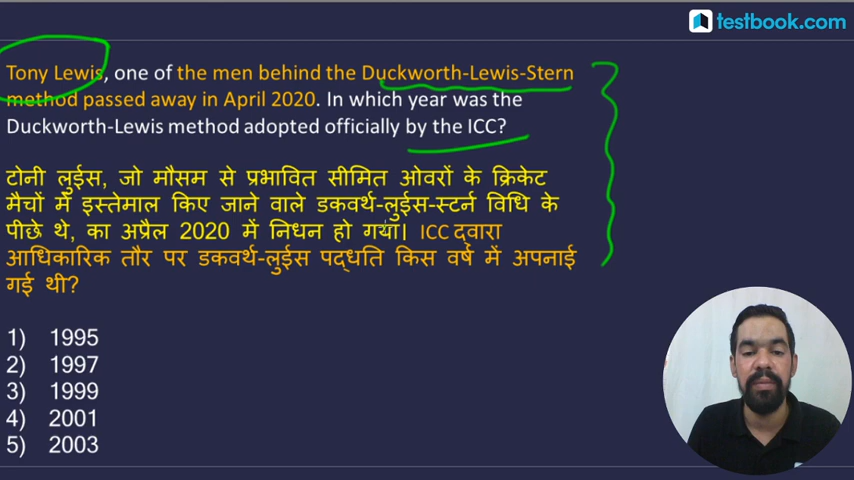 testbook.com
Tony Lewis, one of the men behind the Duckworth-Lewis-Stern
method passed away in April 2020. In which year was the
Duckworth-Lewis method adopted officially by the ICC?
टोनी लुईस, जो मौसम से प्रभावित सीमित ओवरों के क्रिकेट
मैचों में इस्तेमाल किए जाने वाले डकवर्थ-लुईस-स्टर्न विधि के
पीछे थे, का अप्रैल 2020 में निधन हो गया। ICC द्वारा
आधिकारिक तौर पर डकवर्थ-लुईस पद्धति किस वर्ष में अपनाई
गई थी?
1) 1995
2) 1997
3) 1999
4) 2001
5) 2003